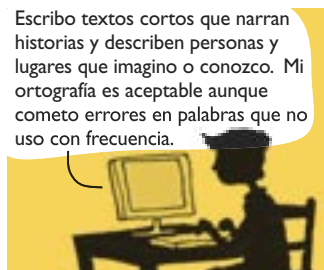 Escribo textos cortos que narran
historias y describen personas y
lugares que imagino o conozco. Mi
ortografía es aceptable aunque
cometo errores en palabras que no
uso con frecuencia.